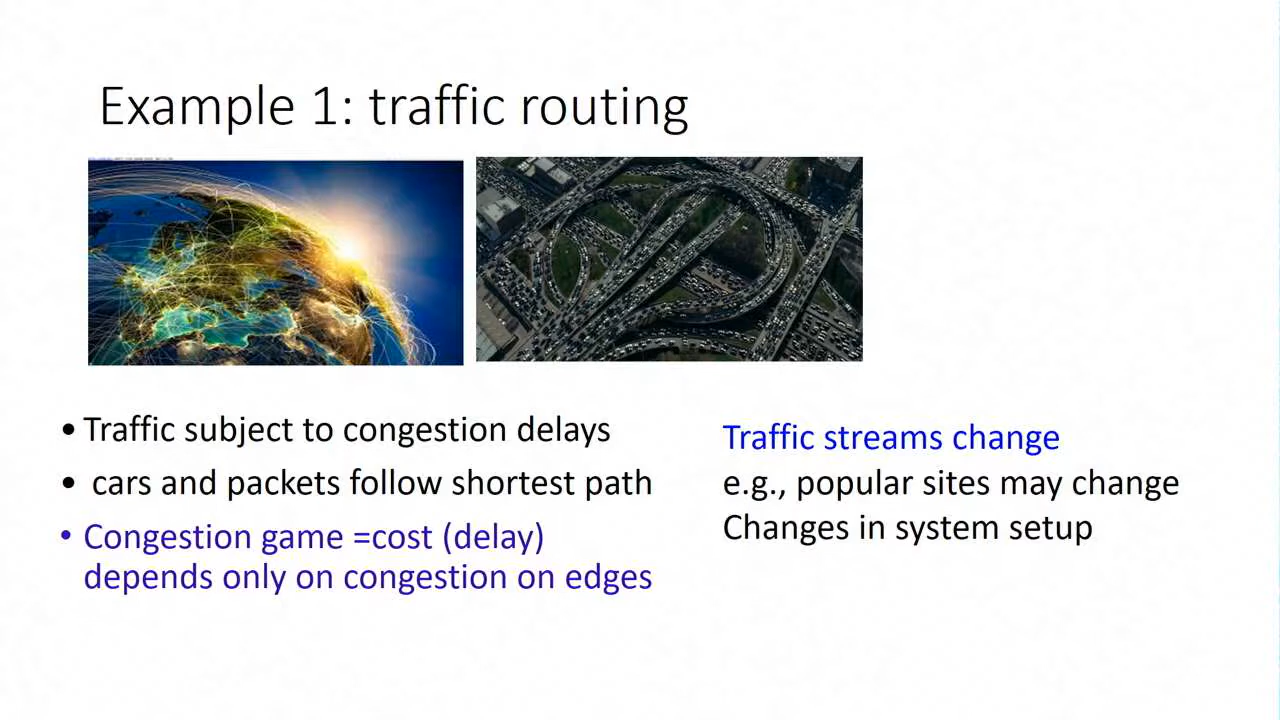 Example 1: traffic routing
• Traffic subject to congestion delays
• cars and packets follow shortest path
• Congestion game =cost (delay)
depends only on congestion on edges
Traffic streams change
e.g., popular sites may change
Changes in system setup